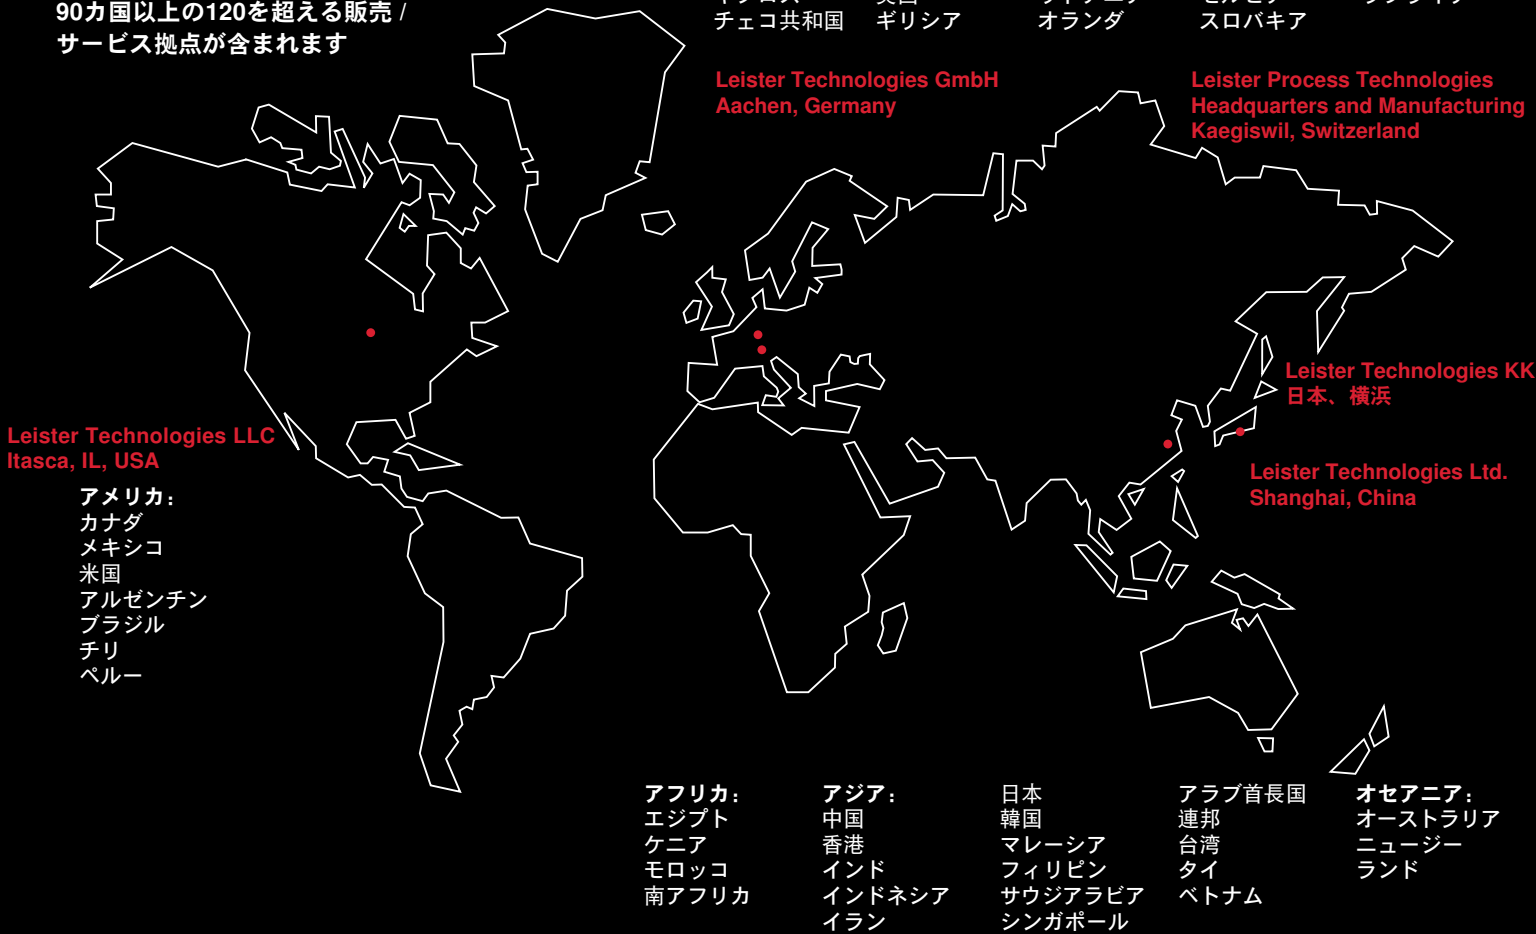 90カ国以上の120を超える販売 /
サービス拠点が含まれます
チェコ共和国
ギリシア
オランダ
スロバキア
Leister Technologies GmbH
Aachen, Germany
Leister Process Technologies
Headquarters and Manufacturing
Kaegiswil, Switzerland
Leister Technologies KK
日本、横浜
Leister Technologies LLC
Itasca, IL, USA
Leister Technologies Ltd.
Shanghai, China
アメリカ：
カナダ
メキシコ
米国
アルゼンチン
ブラジル
チリ
ペルー
アフリカ：
エジプト
ケニア
モロッコ
南アフリカ
アジア：
中国
香港
インド
インドネシア
イラン
日本
韓国
マレーシア
フィリピン
サウジアラビア
シンガポール
アラブ首長国
連邦
台湾
タイ
ベトナム
オセアニア：
オーストラリア
ニュージー
ランド